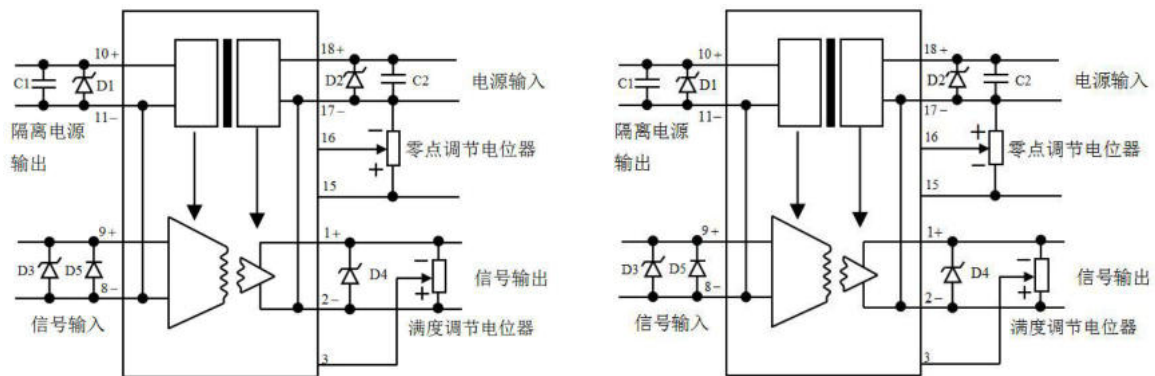 10+
C1
D1
11−
隔离电源
输出
18+
D2
C2
17−
电源输入
−
16
+
零点调节电位器
15
9+
D3
D5
8−
信号输入
1+
D4
−
+
2−
信号输出
满度调节电位器
3
10+
C1
D1
11−
隔离电源
输出
18+
D2
C2
17−
电源输入
+
16
−
零点调节电位器
15
9+
D3
D5
8−
信号输入
1+
D4
−
+
2−
信号输出
满度调节电位器
3